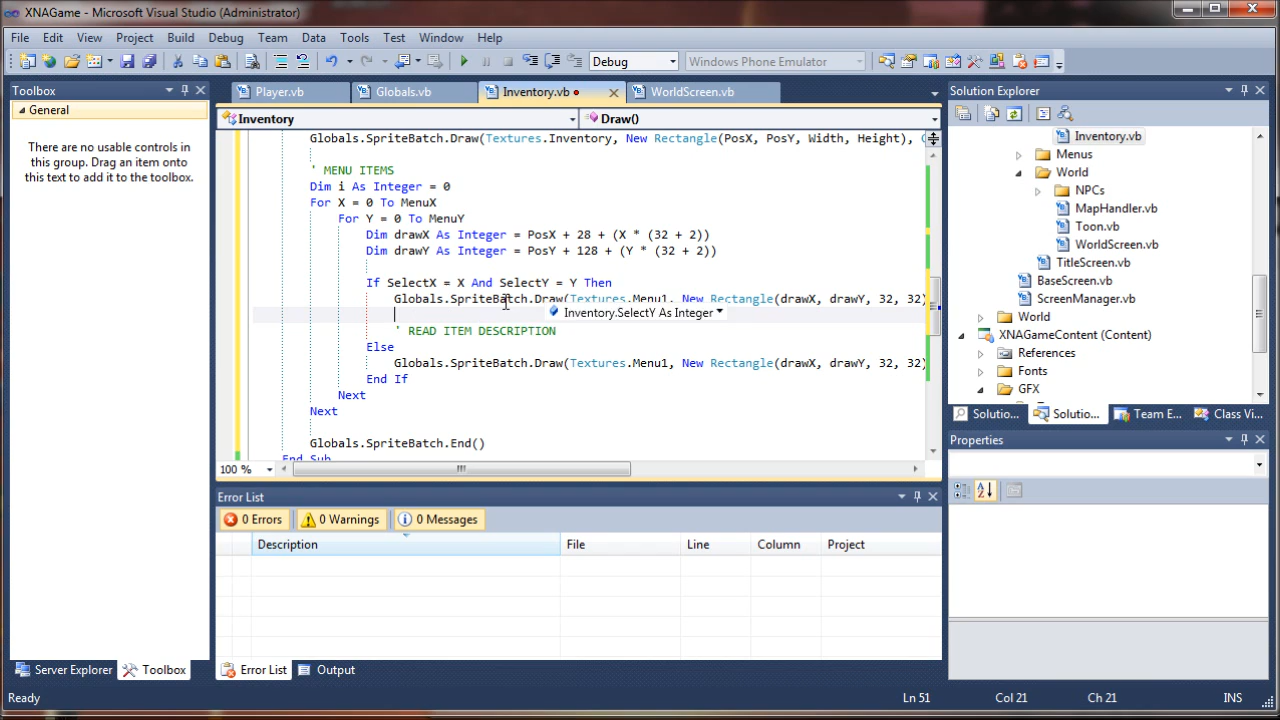 XNAGame - Microsoft Visual Studio (Administrator)
File Edit View Project Build Debug Team Data Tools Test Window Help
Debug Windows Phone Emulator
Toolbox
General
There are no usable controls in
this group. Drag an item onto
this text to add it to the toolbox.
Player.vb Globals.vb Inventory.vb WorldScreen.vb
Inventory Draw()
Globals.SpriteBatch.Draw(Textures.Inventory, New Rectangle(PosX, PosY, Width, Height),
' MENU ITEMS
Dim i As Integer = 0
For X = 0 To MenuX
For Y = 0 To MenuY
Dim drawX As Integer = PosX + 28 + (X * (32 + 2))
Dim drawY As Integer = PosY + 128 + (Y * (32 + 2))
If SelectX = X And SelectY = Y Then
Globals.SpriteBatch.Draw(Textures.Menu1, New Rectangle(drawX, drawY, 32, 32)
Inventory.SelectY As Integer
' READ ITEM DESCRIPTION
Else
Globals.SpriteBatch.Draw(Textures.Menu1, New Rectangle(drawX, drawY, 32, 32)
End If
Next
Next
Globals.SpriteBatch.End()
End Sub
100 %
Error List
0 Errors 0 Warnings 0 Messages
Description File Line Column Project
Server Explorer Toolbox
Error List Output
Solution Explorer
Inventory.vb
Menus
World
NPCs
MapHandler.vb
Toon.vb
WorldScreen.vb
TitleScreen.vb
BaseScreen.vb
ScreenManager.vb
World
XNAGameContent (Content)
References
Fonts
GFX
Solutio... Solutio... Team E... Class Vi...
Properties
Ready Ln 51 Col 21 Ch 21 INS